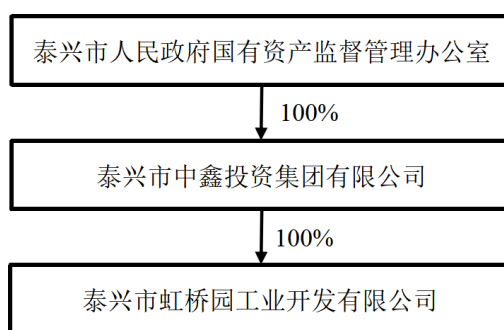 泰兴市人民政府国有资产监督管理办公室
100%
泰兴市中鑫投资集团有限公司
100%
泰兴市虹桥园工业开发有限公司